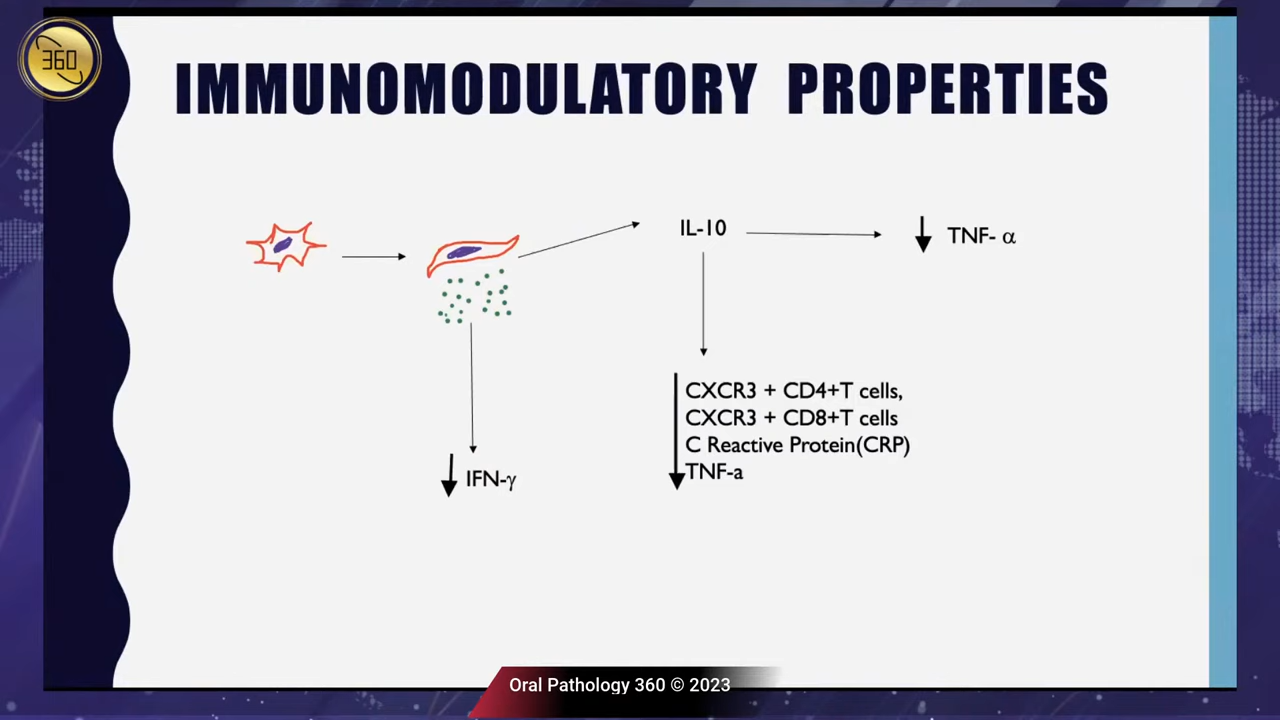 360
IMMUNOMODULATORY PROPERTIES
IL-10
TNF- α
CXCR3 + CD4+T cells,
CXCR3 + CD8+T cells
C Reactive Protein(CRP)
TNF-a
IFN-γ
Oral Pathology 360 © 2023